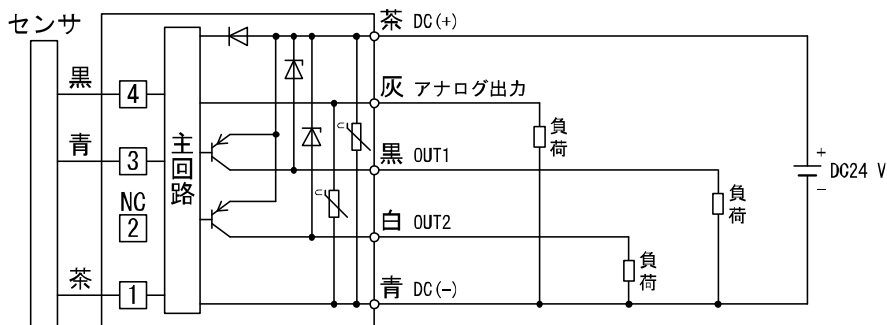 センサ
茶 DC(+)
黒
4
灰 アナログ出力
青
3
主回路
黒 OUT1
負荷
+
DC24 V
−
NC
2
白 OUT2
負荷
茶
1
負荷
青 DC(−)
U
U